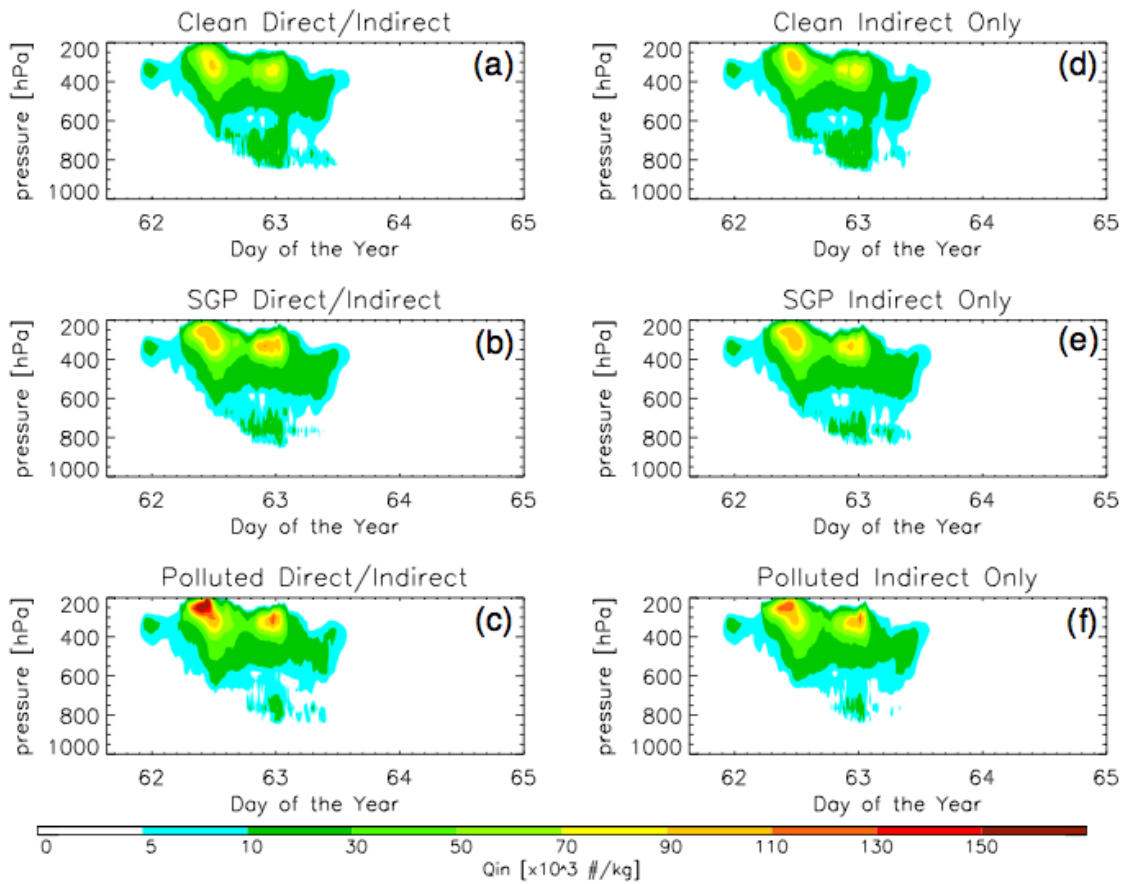 Clean Direct/Indirect
(a)
pressure [hPa]
200
400
600
800
1000
62 63 64 65
Day of the Year
Clean Indirect Only
(d)
pressure [hPa]
200
400
600
800
1000
62 63 64 65
Day of the Year
SGP Direct/Indirect
(b)
pressure [hPa]
200
400
600
800
1000
62 63 64 65
Day of the Year
SGP Indirect Only
(e)
pressure [hPa]
200
400
600
800
1000
62 63 64 65
Day of the Year
Polluted Direct/Indirect
(c)
pressure [hPa]
200
400
600
800
1000
62 63 64 65
Day of the Year
Polluted Indirect Only
(f)
pressure [hPa]
200
400
600
800
1000
62 63 64 65
Day of the Year
0 5 10 30 50 70 90 110 130 150
Qin [x10^3 #/kg]